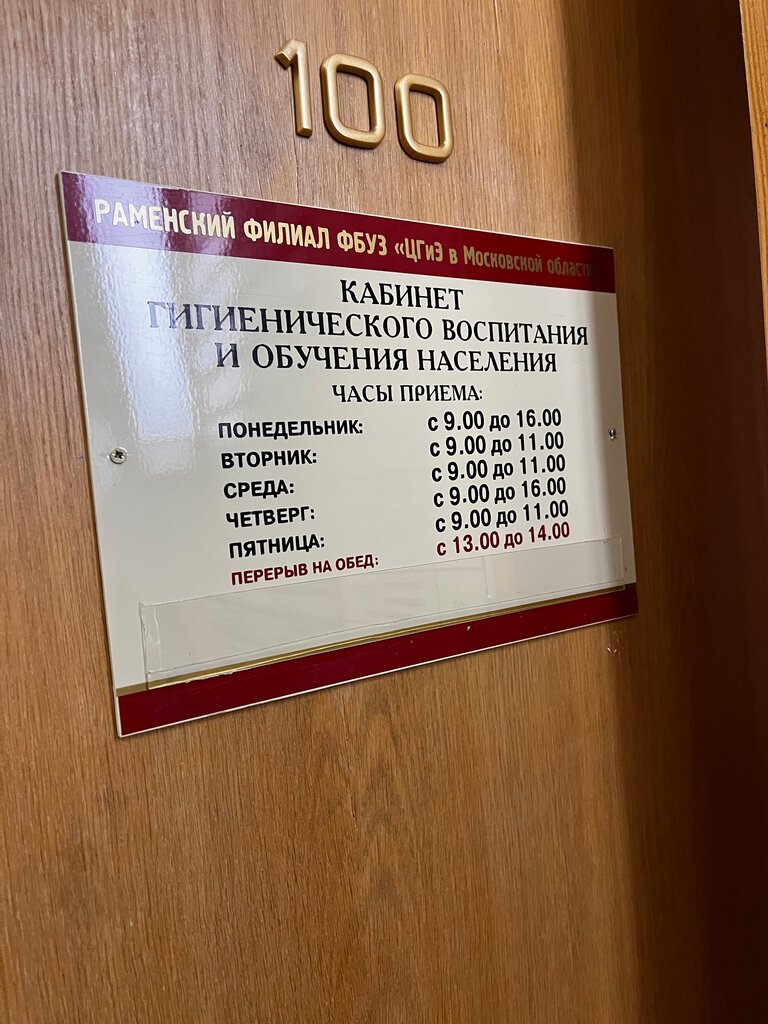 100
РАМЕНСКИЙ ФИЛИАЛ ФБУЗ «ЦГиЭ в Московской области»
КАБИНЕТ
ГИГИЕНИЧЕСКОГО ВОСПИТАНИЯ
И ОБУЧЕНИЯ НАСЕЛЕНИЯ
ЧАСЫ ПРИЕМА:
ПОНЕДЕЛЬНИК: с 9.00 до 16.00
ВТОРНИК: с 9.00 до 11.00
СРЕДА: с 9.00 до 11.00
ЧЕТВЕРГ: с 9.00 до 16.00
ПЯТНИЦА: с 9.00 до 11.00
ПЕРЕРЫВ НА ОБЕД: с 13.00 до 14.00